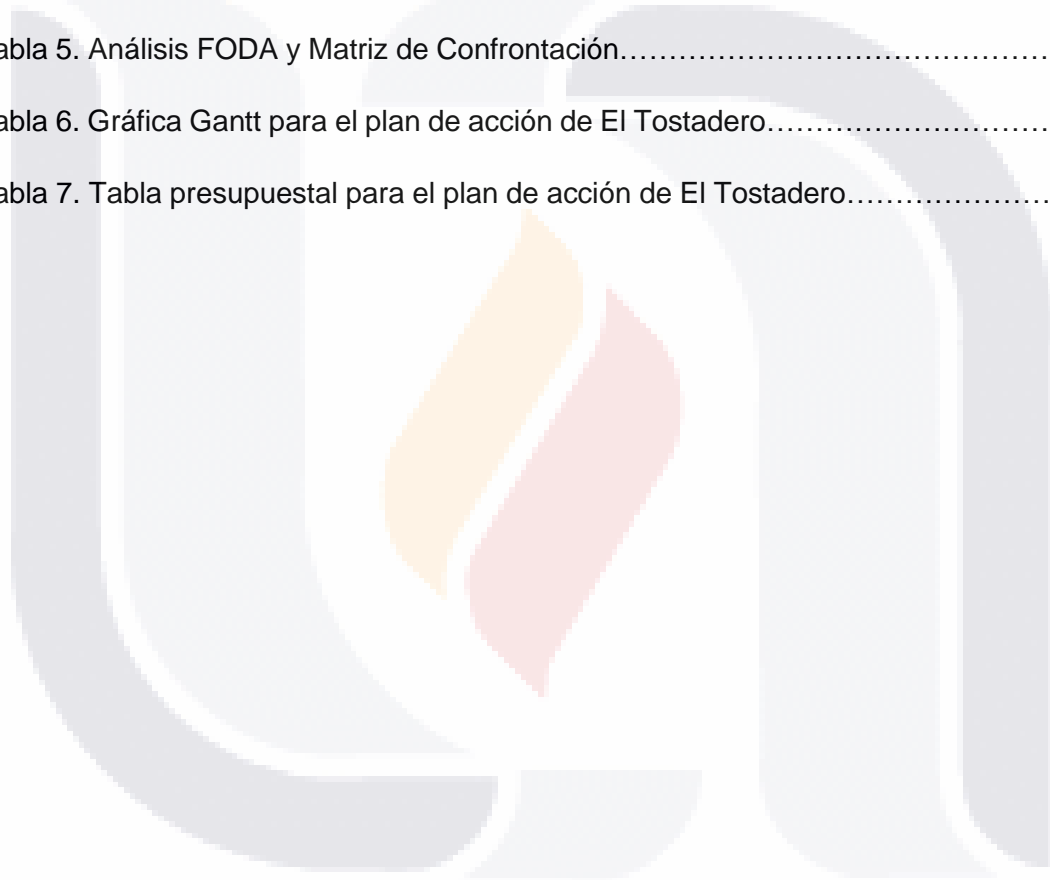 abla 5. Análisis FODA y Matriz de Confrontación……………………………………
abla 6. Gráfica Gantt para el plan de acción de El Tostadero…………………………
abla 7. Tabla presupuestal para el plan de acción de El Tostadero…………………